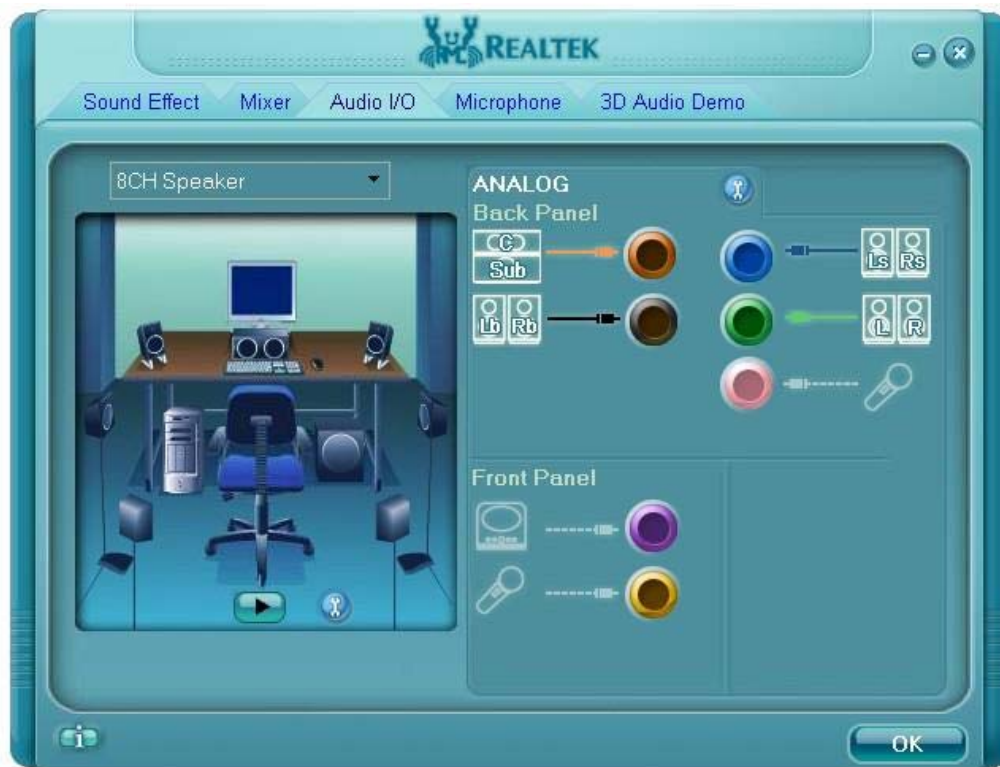 REALTEK
Sound Effect Mixer Audio I/O Microphone 3D Audio Demo
8CH Speaker
ANALOG
Back Panel
C
Sub
Ls Rs
Lb Rb
L R
Front Panel
i
OK